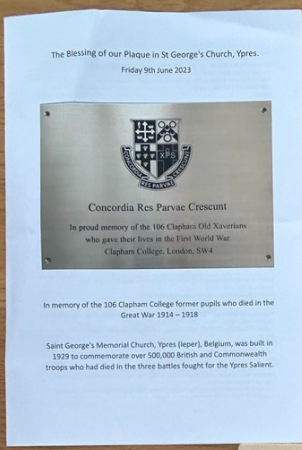 The Blessing of our Plaque in St George's Church, Ypres.
Friday 9th June 2023
XPS
CONCORDIA RES PARVAE CRESCUNT
Concordia Res Parvae Crescunt
In proud memory of the 106 Clapham Old Xaverians
who gave their lives in the First World War
Clapham College, London, SW4
In memory of the 106 Clapham College former pupils who died in the
Great War 1914 – 1918
Saint George's Memorial Church, Ypres (Ieper), Belgium, was built in
1929 to commemorate over 500,000 British and Commonwealth
troops who had died in the three battles fought for the Ypres Salient.